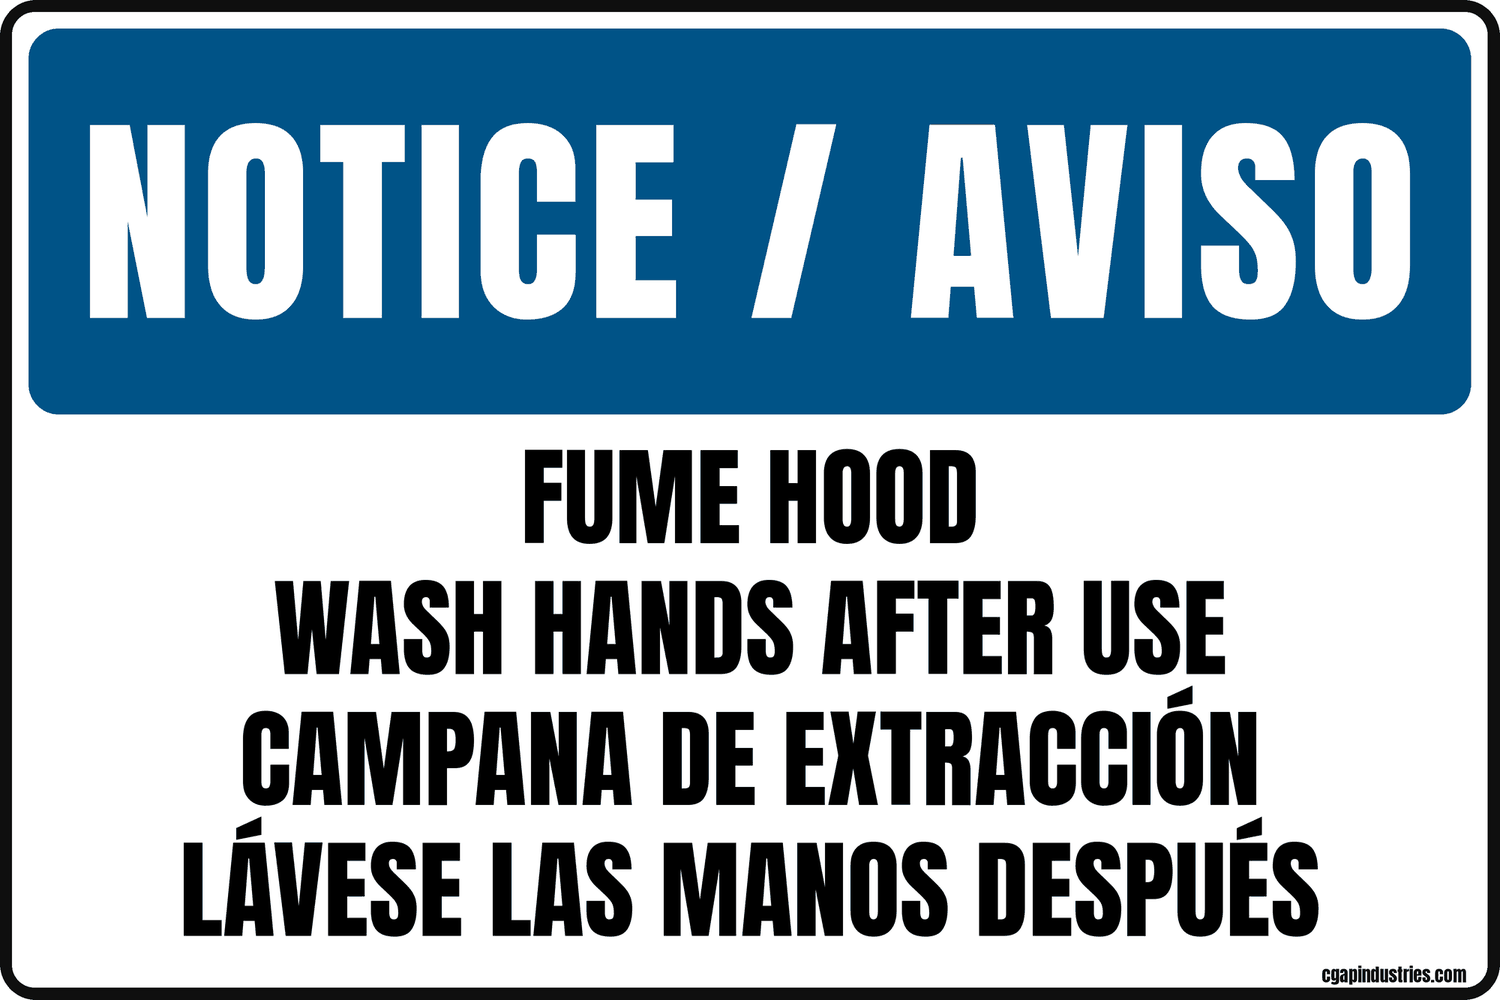 NOTICE / AVISO
FUME HOOD
WASH HANDS AFTER USE
CAMPANA DE EXTRACCIÓN
LÁVESE LAS MANOS DESPUÉS
cgapindustries.com